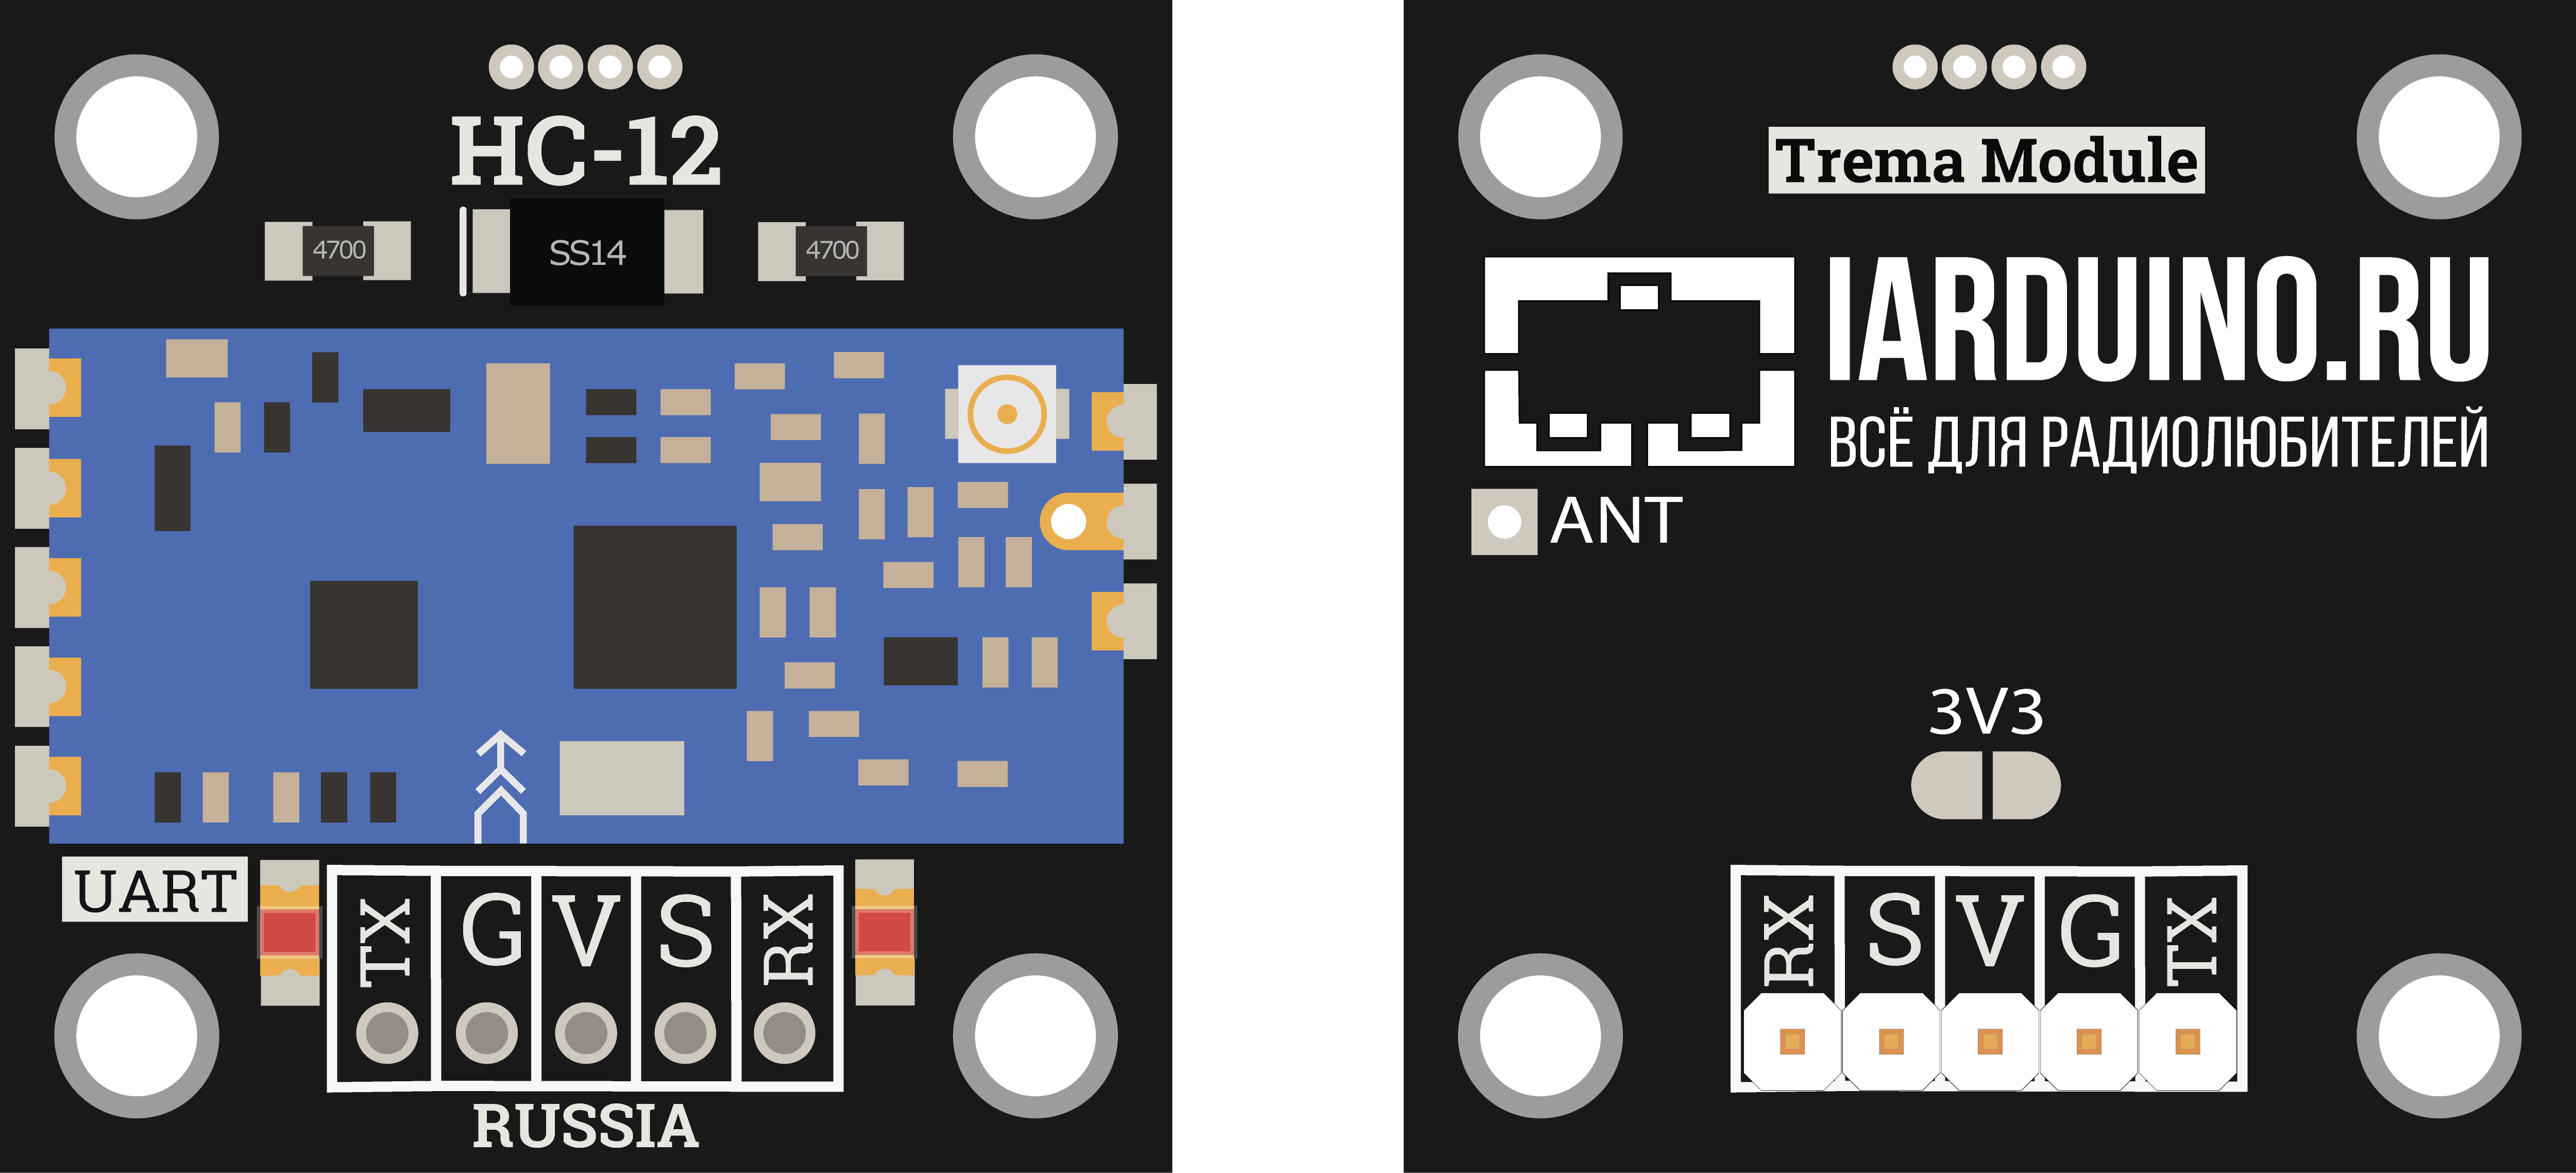 HC-12
4700
SS14
4700
UART
TX
G
V
S
RX
RUSSIA
Trema Module
IARDUINO.RU
ВСЁ ДЛЯ РАДИОЛЮБИТЕЛЕЙ
ANT
3V3
RX
S
V
G
TX